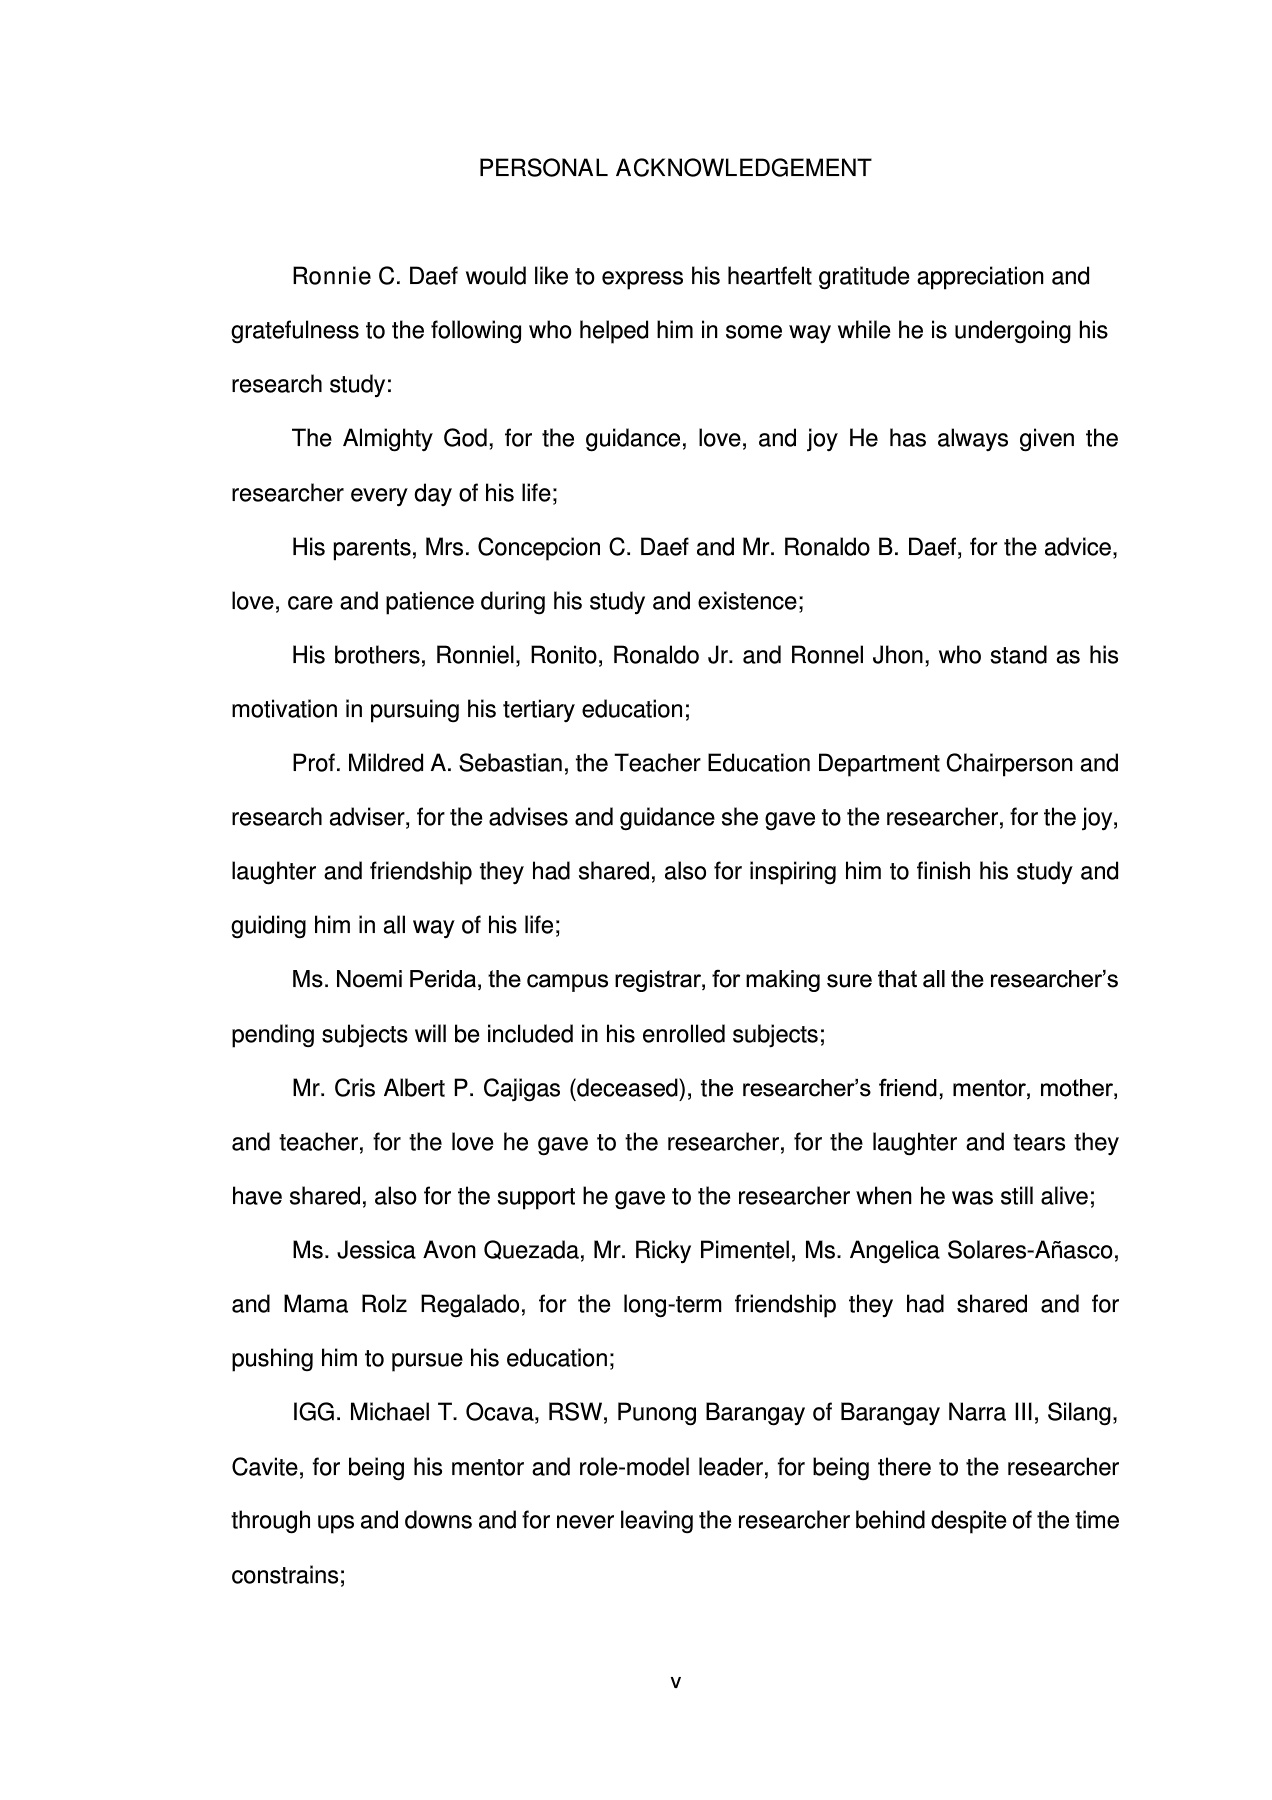 PERSONAL ACKNOWLEDGEMENT
Ronnie C. Daef would like to express his heartfelt gratitude appreciation and
gratefulness to the following who helped him in some way while he is undergoing his
research study:
The Almighty God, for the guidance, love, and joy He has always given the
researcher every day of his life;
His parents, Mrs. Concepcion C. Daef and Mr. Ronaldo B. Daef, for the advice,
love, care and patience during his study and existence;
His brothers, Ronniel, Ronito, Ronaldo Jr. and Ronnel Jhon, who stand as his
motivation in pursuing his tertiary education;
Prof. Mildred A. Sebastian, the Teacher Education Department Chairperson and
research adviser, for the advises and guidance she gave to the researcher, for the joy,
laughter and friendship they had shared, also for inspiring him to finish his study and
guiding him in all way of his life;
Ms. Noemi Perida, the campus registrar, for making sure that all the researcher’s
pending subjects will be included in his enrolled subjects;
Mr. Cris Albert P. Cajigas (deceased), the researcher’s friend, mentor, mother,
and teacher, for the love he gave to the researcher, for the laughter and tears they
have shared, also for the support he gave to the researcher when he was still alive;
Ms. Jessica Avon Quezada, Mr. Ricky Pimentel, Ms. Angelica Solares-Añasco,
and Mama Rolz Regalado, for the long-term friendship they had shared and for
pushing him to pursue his education;
IGG. Michael T. Ocava, RSW, Punong Barangay of Barangay Narra III, Silang,
Cavite, for being his mentor and role-model leader, for being there to the researcher
through ups and downs and for never leaving the researcher behind despite of the time
constrains;
v